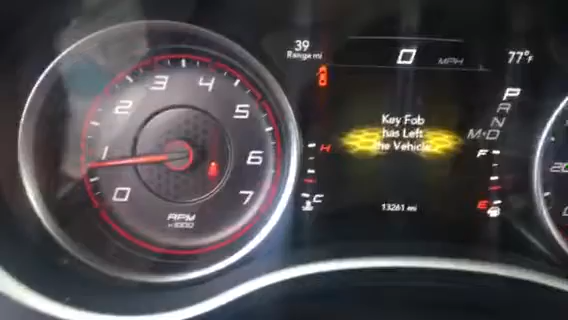 39
Range mi
0 MPH
77°F
0
1
2
3
4
5
6
7
RPM
x1000
Key Fob
has Left
the Vehicle
H
C
P
R
N
M•D
F
E
13261 mi
20